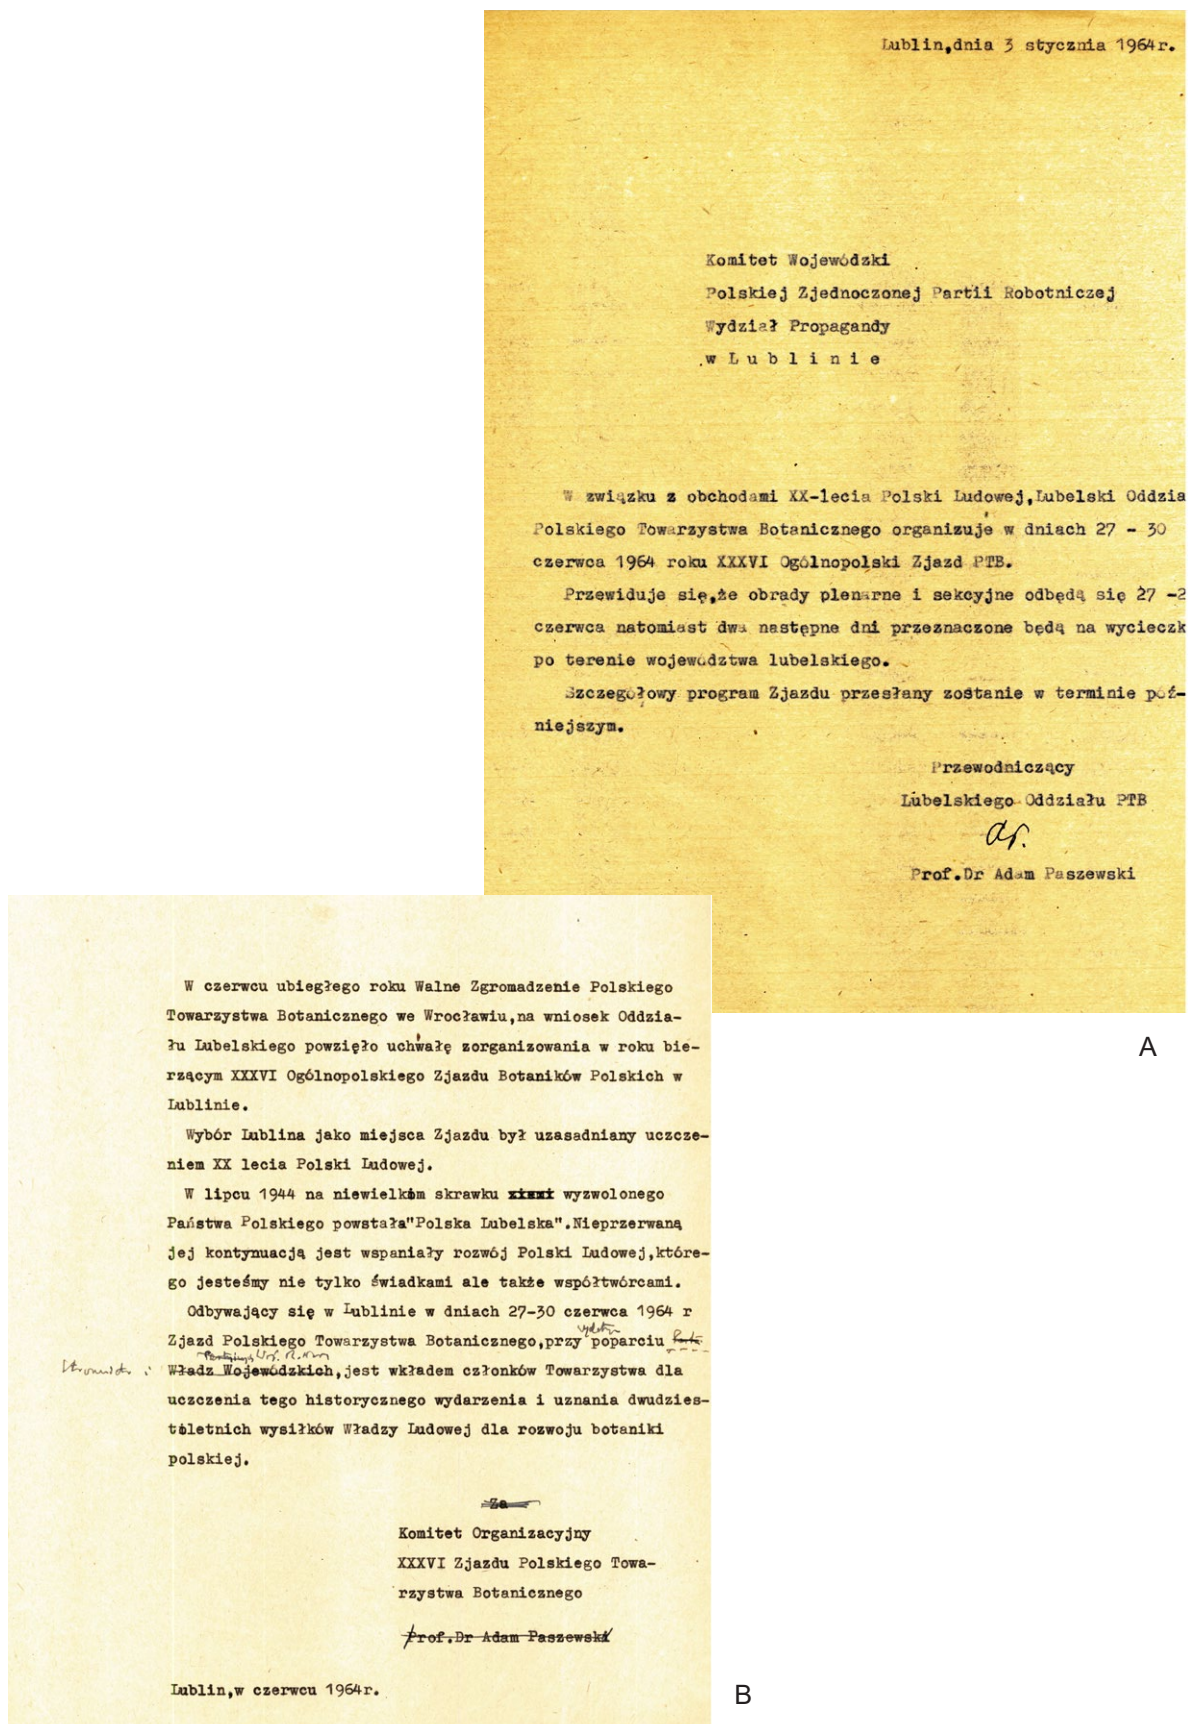 Lublin,dnia 3 stycznia 1964r.
Komitet Wojewódzki
Polskiej Zjednoczonej Partii Robotniczej
Wydział Propagandy
w L u b l i n i e
W związku z obchodami XX-lecia Polski Ludowej,Lubelski Oddzia
Polskiego Towarzystwa Botanicznego organizuje w dniach 27 - 30
czerwca 1964 roku XXXVI Ogólnopolski Zjazd PTB.
Przewiduje się,że obrady plenarne i sekcyjne odbędą się 27 -2
czerwca natomiast dwa następne dni przeznaczone będą na wycieczk
po terenie województwa lubelskiego.
Szczegółowy program Zjazdu przesłany zostanie w terminie póź-
niejszym.
Przewodniczący
Lubelskiego Oddziału PTB
Prof.Dr Adam Paszewski
A
W czerwcu ubiegłego roku Walne Zgromadzenie Polskiego
Towarzystwa Botanicznego we Wrocławiu,na wniosek Oddzia-
łu Lubelskiego powzięło uchwałę zorganizowania w roku bie-
rzącym XXXVI Ogólnopolskiego Zjazdu Botaników Polskich w
Lublinie.
Wybór Lublina jako miejsca Zjazdu był uzasadniany uczcze-
niem XX lecia Polski Ludowej.
W lipcu 1944 na niewielkim skrawku wyzwolonego
Państwa Polskiego powstała"Polska Lubelska".Nieprzerwaną
jej kontynuacją jest wspaniały rozwój Polski Ludowej,które-
go jesteśmy nie tylko świadkami ale także współtwórcami.
Odbywający się w Lublinie w dniach 27-30 czerwca 1964 r
Zjazd Polskiego Towarzystwa Botanicznego,przy poparciu
Władz Wojewódzkich,jest wkładem członków Towarzystwa dla
uczczenia tego historycznego wydarzenia i uznania dwudzies-
toletnich wysiłków Władzy Ludowej dla rozwoju botaniki
polskiej.
Za
Komitet Organizacyjny
XXXVI Zjazdu Polskiego Towa-
rzystwa Botanicznego
Prof.Dr Adam Paszewski
Lublin,w czerwcu 1964r.
B